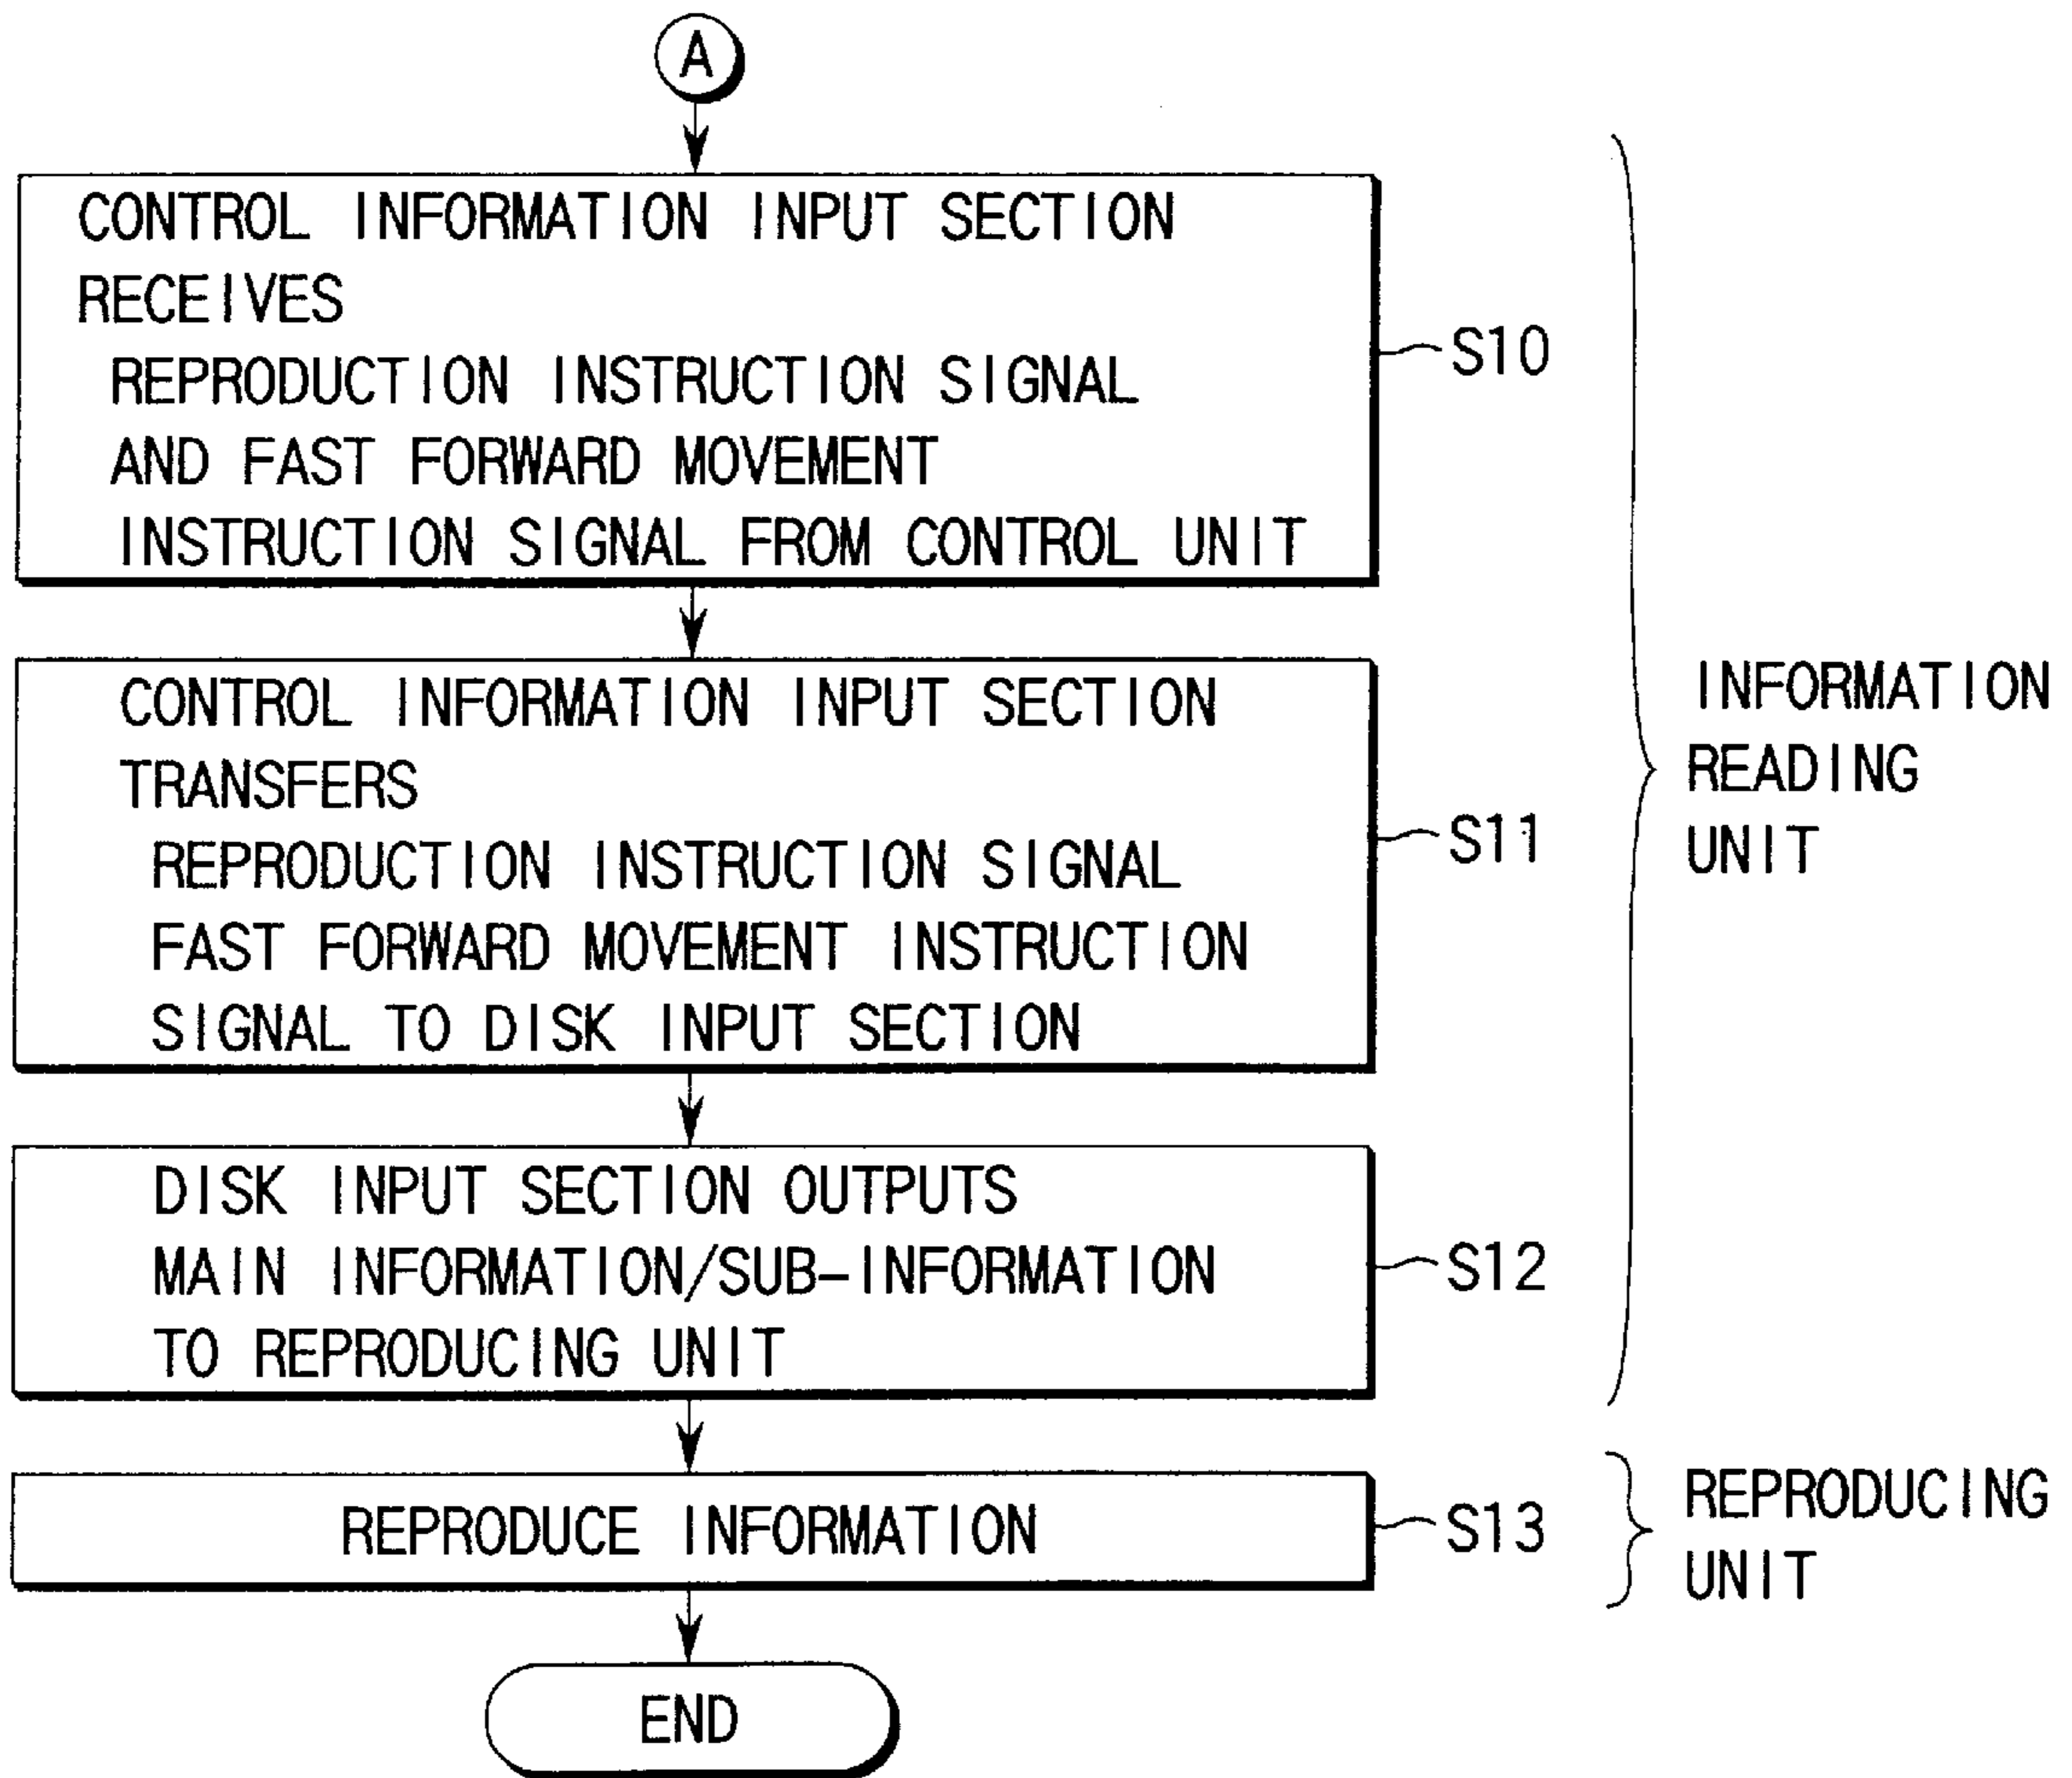 A
CONTROL INFORMATION INPUT SECTION
RECEIVES
REPRODUCTION INSTRUCTION SIGNAL
AND FAST FORWARD MOVEMENT
INSTRUCTION SIGNAL FROM CONTROL UNIT
S10
CONTROL INFORMATION INPUT SECTION
TRANSFERS
REPRODUCTION INSTRUCTION SIGNAL
FAST FORWARD MOVEMENT INSTRUCTION
SIGNAL TO DISK INPUT SECTION
S11
INFORMATION
READING
UNIT
DISK INPUT SECTION OUTPUTS
MAIN INFORMATION/SUB-INFORMATION
TO REPRODUCING UNIT
S12
REPRODUCE INFORMATION
S13
REPRODUCING
UNIT
END